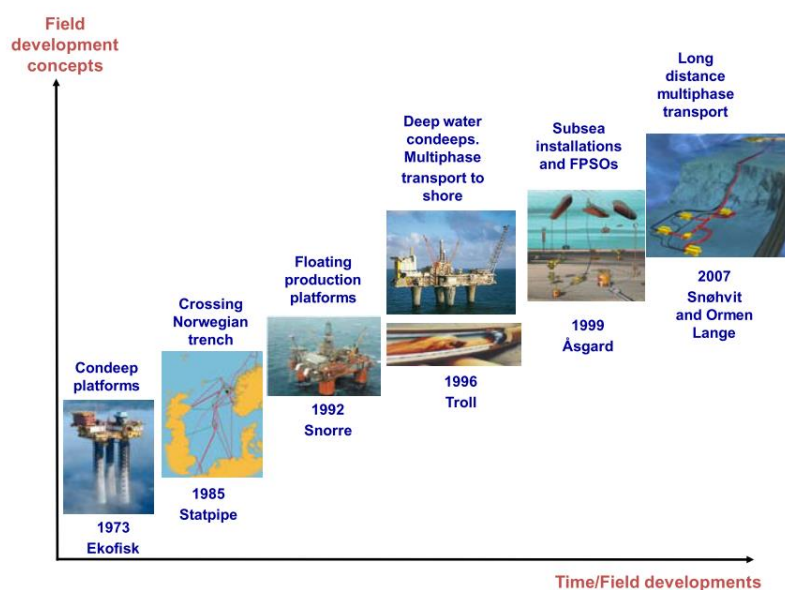 Field
development
concepts
Condeep
platforms
1973
Ekofisk
Crossing
Norwegian
trench
1985
Statpipe
Floating
production
platforms
1992
Snorre
Deep water
condeeps.
Multiphase
transport to
shore
1996
Troll
Subsea
installations
and FPSOs
1999
Åsgard
Long
distance
multiphase
transport
2007
Snøhvit
and Ormen
Lange
Time/Field developments